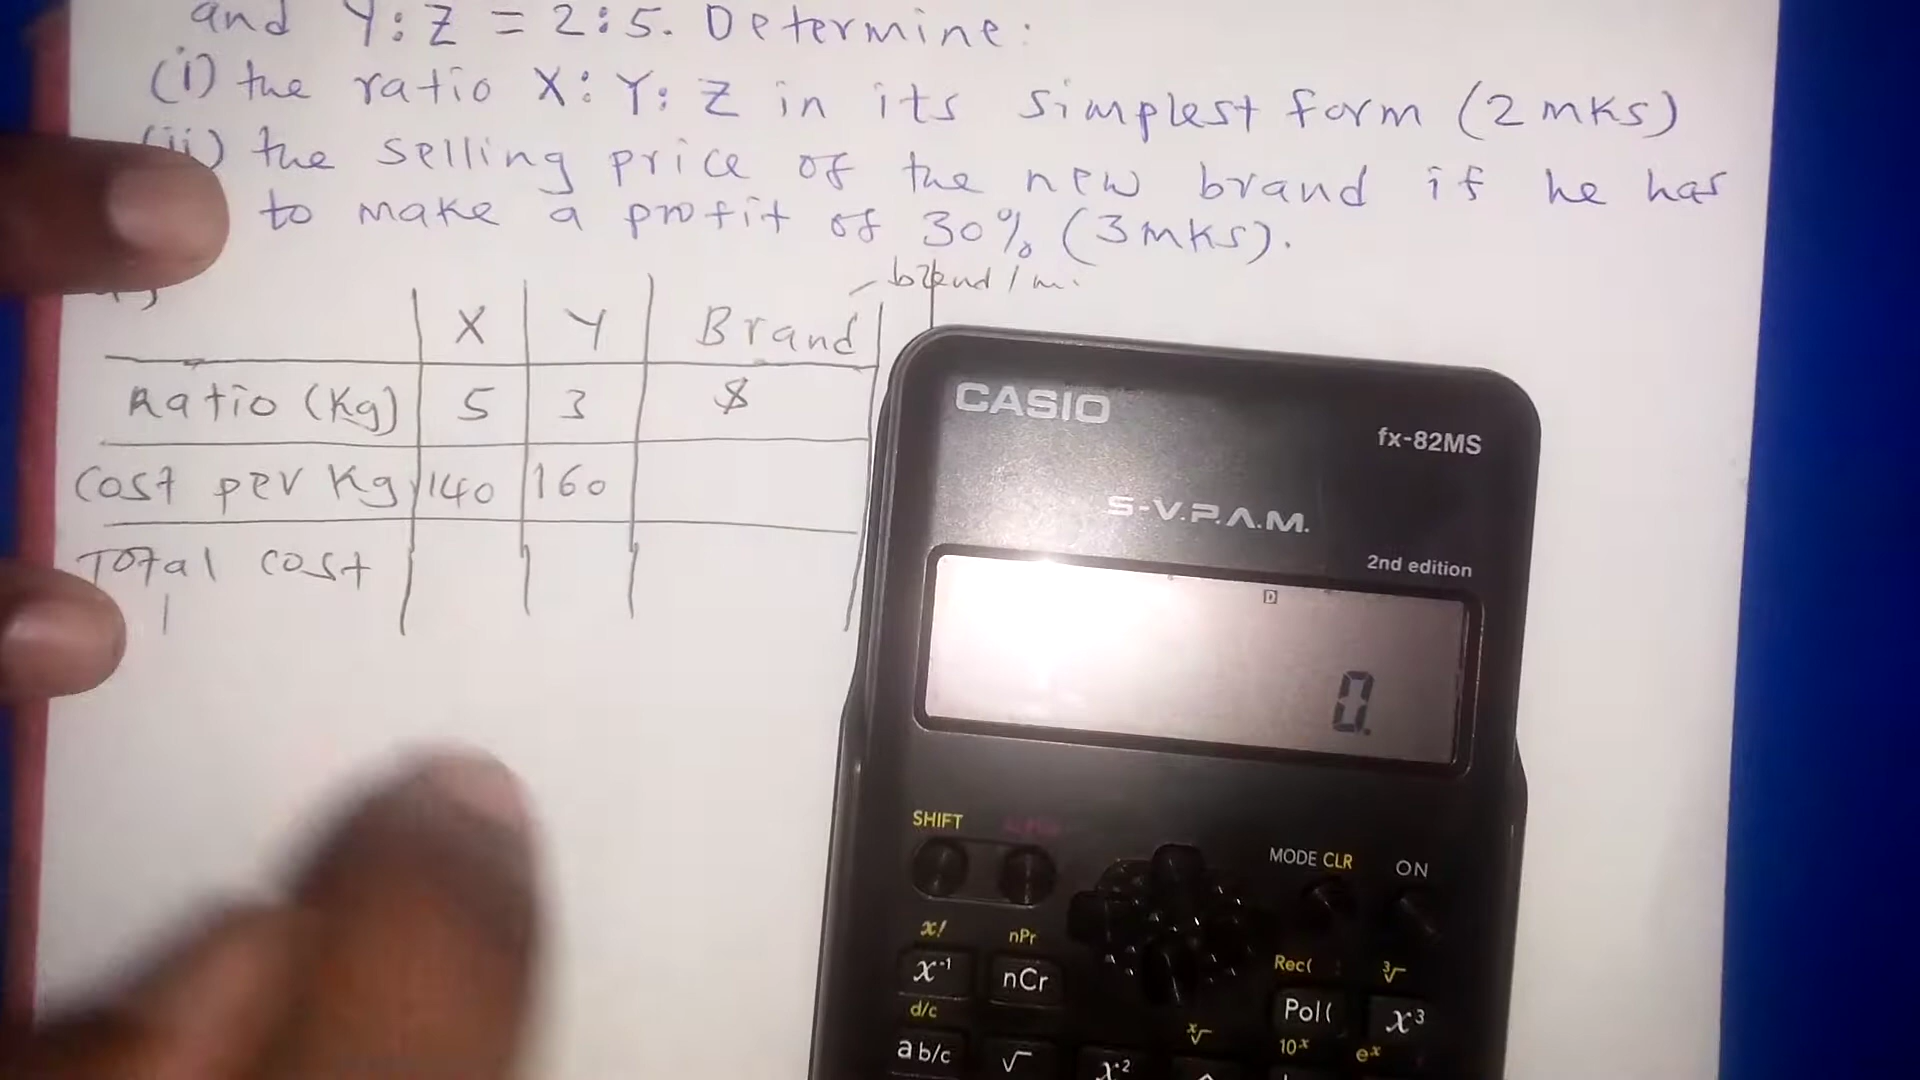 and Y:Z = 2:5. Determine:
(i) the ratio X:Y:Z in its simplest form (2mks)
(ii) the selling price of the new brand if he has
to make a profit of 30% (3mks).
X Y Brand
Ratio (Kg) 5 3 8
Cost per Kg 140 160
Total cost
CASIO
fx-82MS
S-V.P.A.M.
2nd edition
D
0.
SHIFT
MODE CLR ON
x! nPr Rec( : ³√
x⁻¹ nCr Pol( x³
d/c x√ 10ˣ eˣ
a b/c √ x²